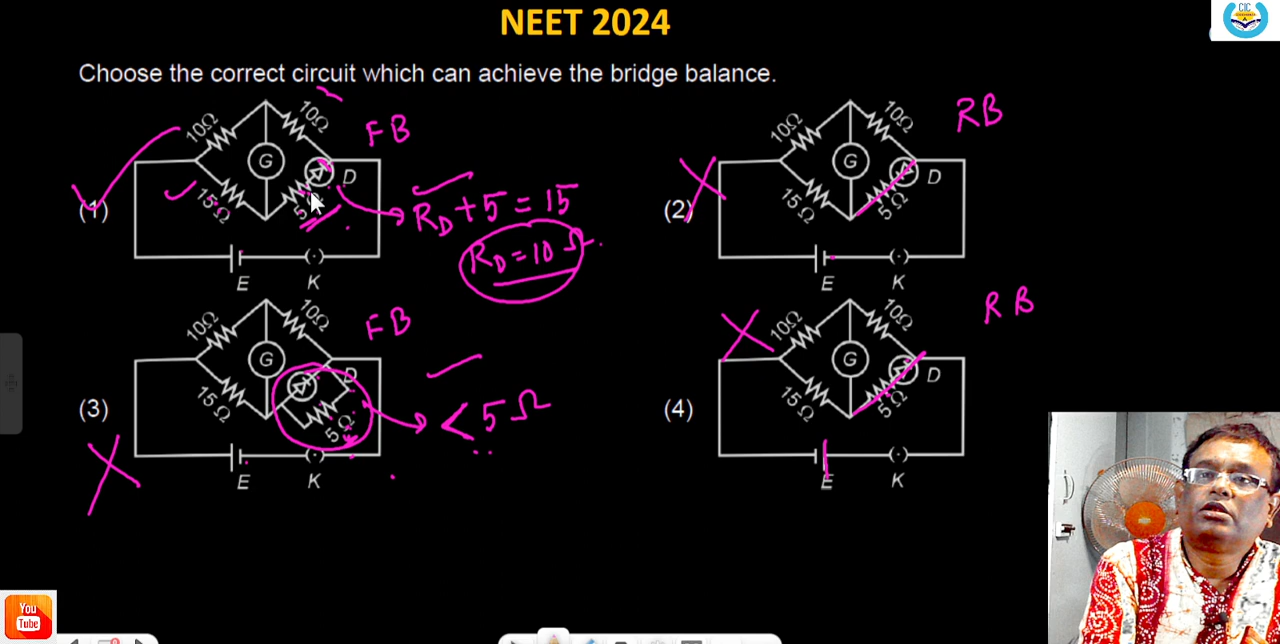 NEET 2024
CIC
Choose the correct circuit which can achieve the bridge balance.
(1)
10Ω
10Ω
G
D
15Ω
5
E
K
FB
R_D + 5 = 15
R_D = 10 Ω
(2)
10Ω
10Ω
G
D
15Ω
5Ω
E
K
RB
(3)
10Ω
10Ω
G
D
15Ω
5Ω
E
K
FB
< 5 Ω
(4)
10Ω
10Ω
G
D
15Ω
5Ω
E
K
RB
You
Tube